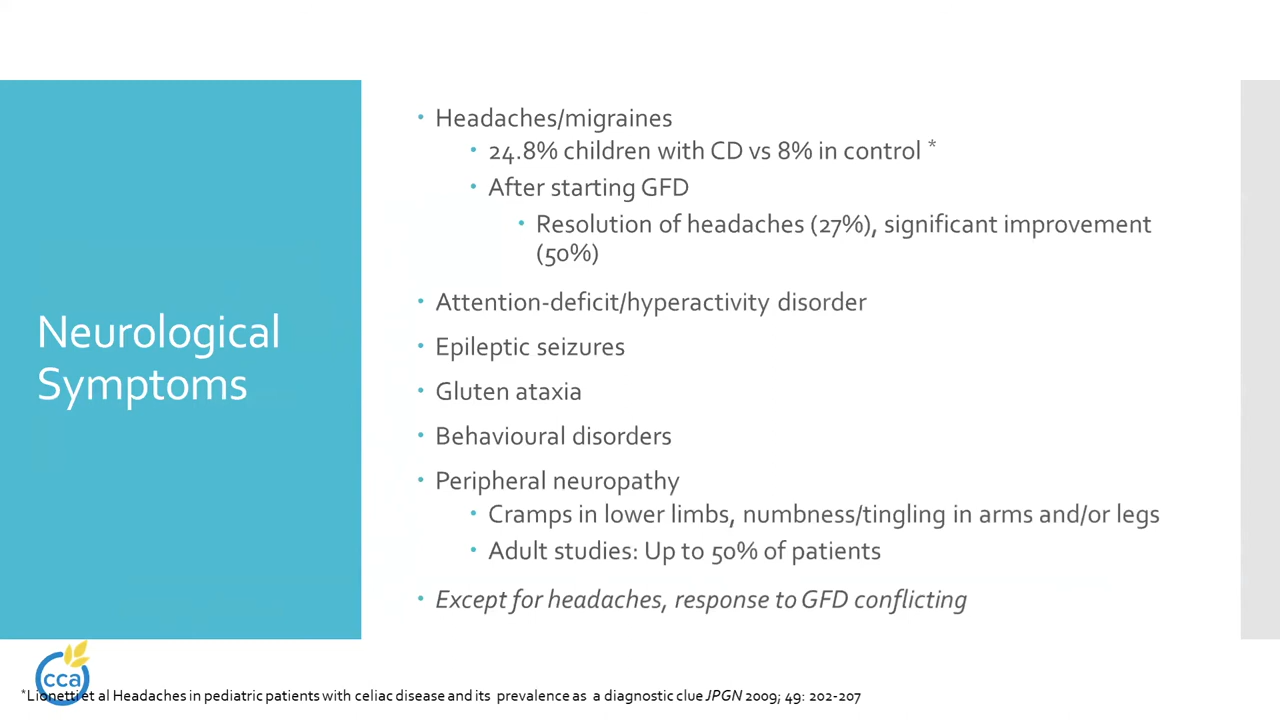 Neurological
Symptoms
• Headaches/migraines
• 24.8% children with CD vs 8% in control *
• After starting GFD
• Resolution of headaches (27%), significant improvement
(50%)
• Attention-deficit/hyperactivity disorder
• Epileptic seizures
• Gluten ataxia
• Behavioural disorders
• Peripheral neuropathy
• Cramps in lower limbs, numbness/tingling in arms and/or legs
• Adult studies: Up to 50% of patients
• Except for headaches, response to GFD conflicting
cca
*Lionetti et al Headaches in pediatric patients with celiac disease and its prevalence as a diagnostic clue JPGN 2009; 49: 202-207